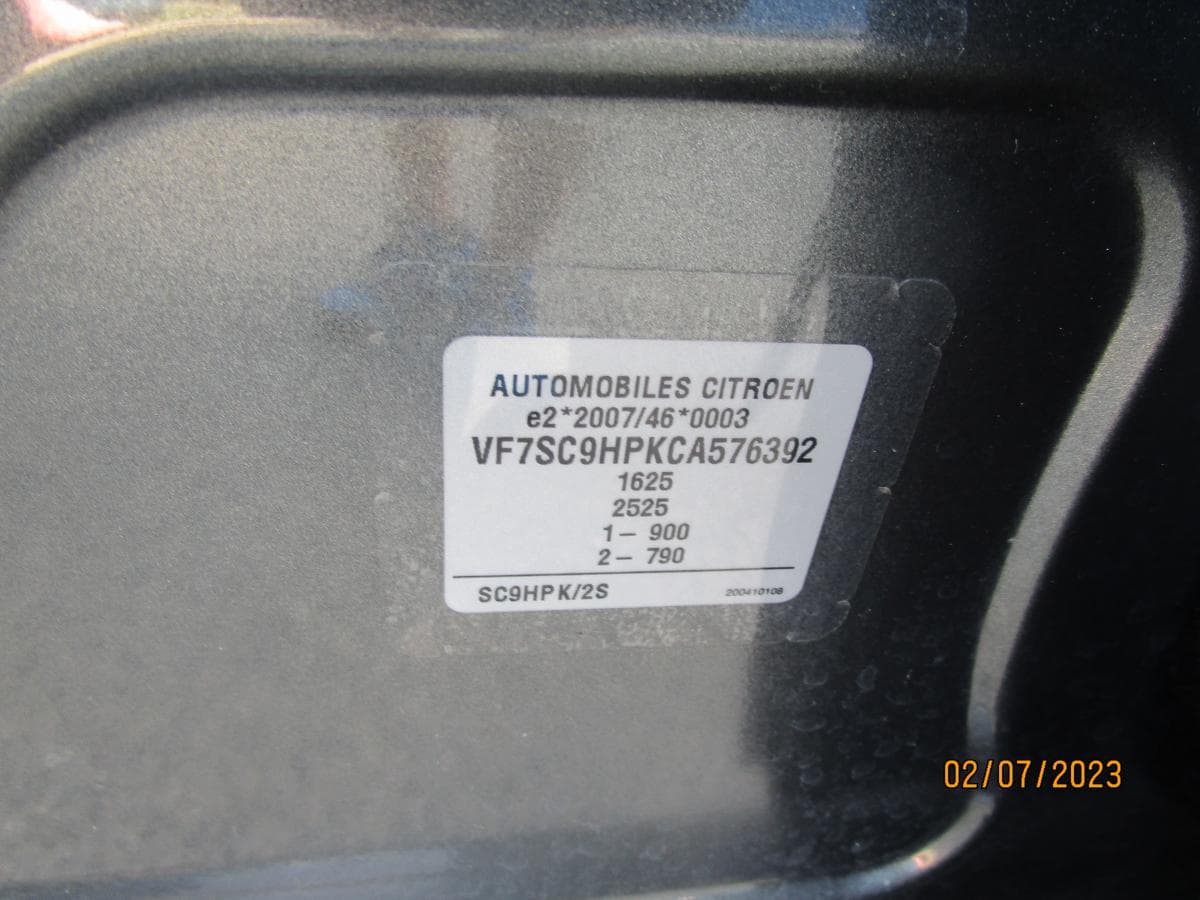 AUTOMOBILES CITROEN
e2*2007/46*0003
VF7SC9HPKCA576392
1625
2525
1– 900
2– 790
SC9HPK/2S
200410108
02/07/2023